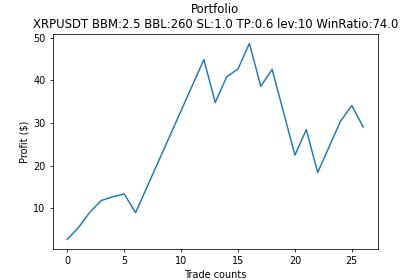 Portfolio
XRPUSDT BBM:2.5 BBL:260 SL:1.0 TP:0.6 lev:10 WinRatio:74.0
50
40
30
20
10
Profit ($)
0
5
10
15
20
25
Trade counts